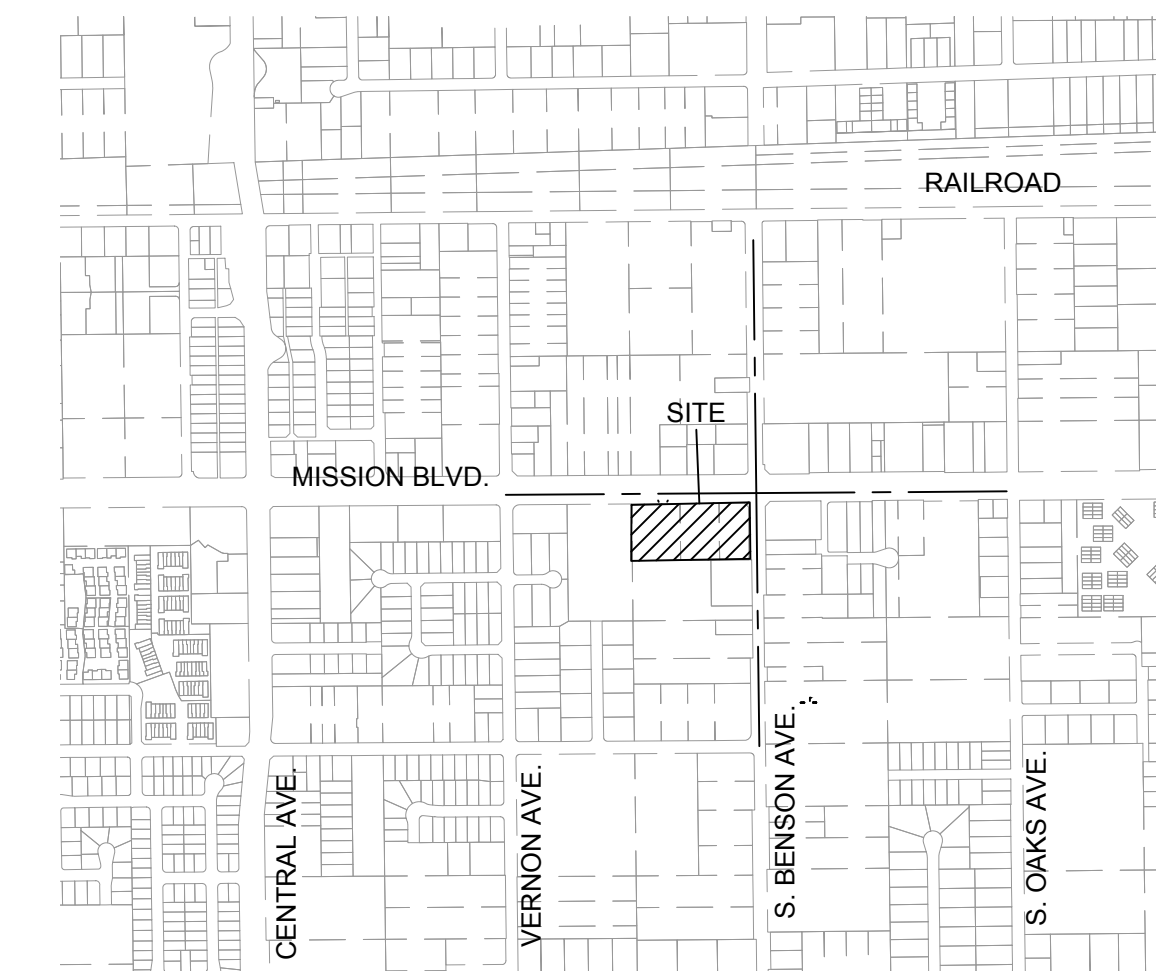 RAILROAD
SITE
MISSION BLVD.
CENTRAL AVE.
VERNON AVE.
S. BENSON AVE.
S. OAKS AVE.